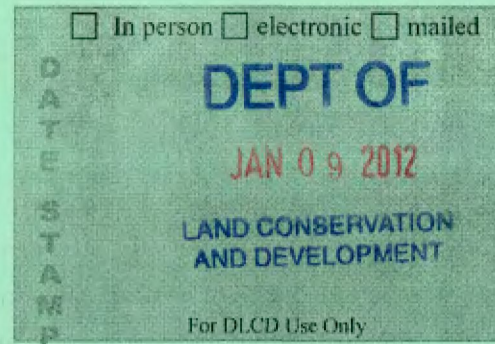 ☐ In person ☐ electronic ☐ mailed
DATE STAMP
DEPT OF
JAN 09 2012
LAND CONSERVATION
AND DEVELOPMENT
For DLCD Use Only